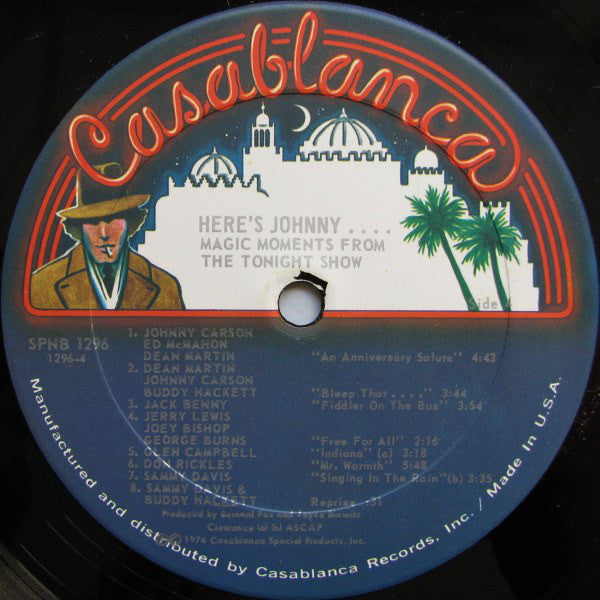 Casablanca
HERE'S JOHNNY . . . .
MAGIC MOMENTS FROM
THE TONIGHT SHOW
Side
SPNB 1296
1296-4
1. JOHNNY CARSON
ED McMAHON
DEAN MARTIN "An Anniversary Salute" 4:43
2. DEAN MARTIN
JOHNNY CARSON
BUDDY HACKETT "Bleep That . . . ." 3:44
3. JACK BENNY "Fiddler On The Bus" 3:54
4. JERRY LEWIS
JOEY BISHOP
GEORGE BURNS "Free For All" 2:16
5. GLEN CAMPBELL "Indiana" (c) 3:18
6. DON RICKLES "Mr. Warmth" 5:48
7. SAMMY DAVIS "Singing In The Rain" (b) 3:35
8. SAMMY DAVIS &
BUDDY HACKETT Reprise :31
Produced by and Joyce
Clearance (a) (b) ASCAP
©℗ 1974 Casablanca Special Products, Inc.
Manufactured and distributed by Casablanca Records, Inc. / Made In U.S.A.